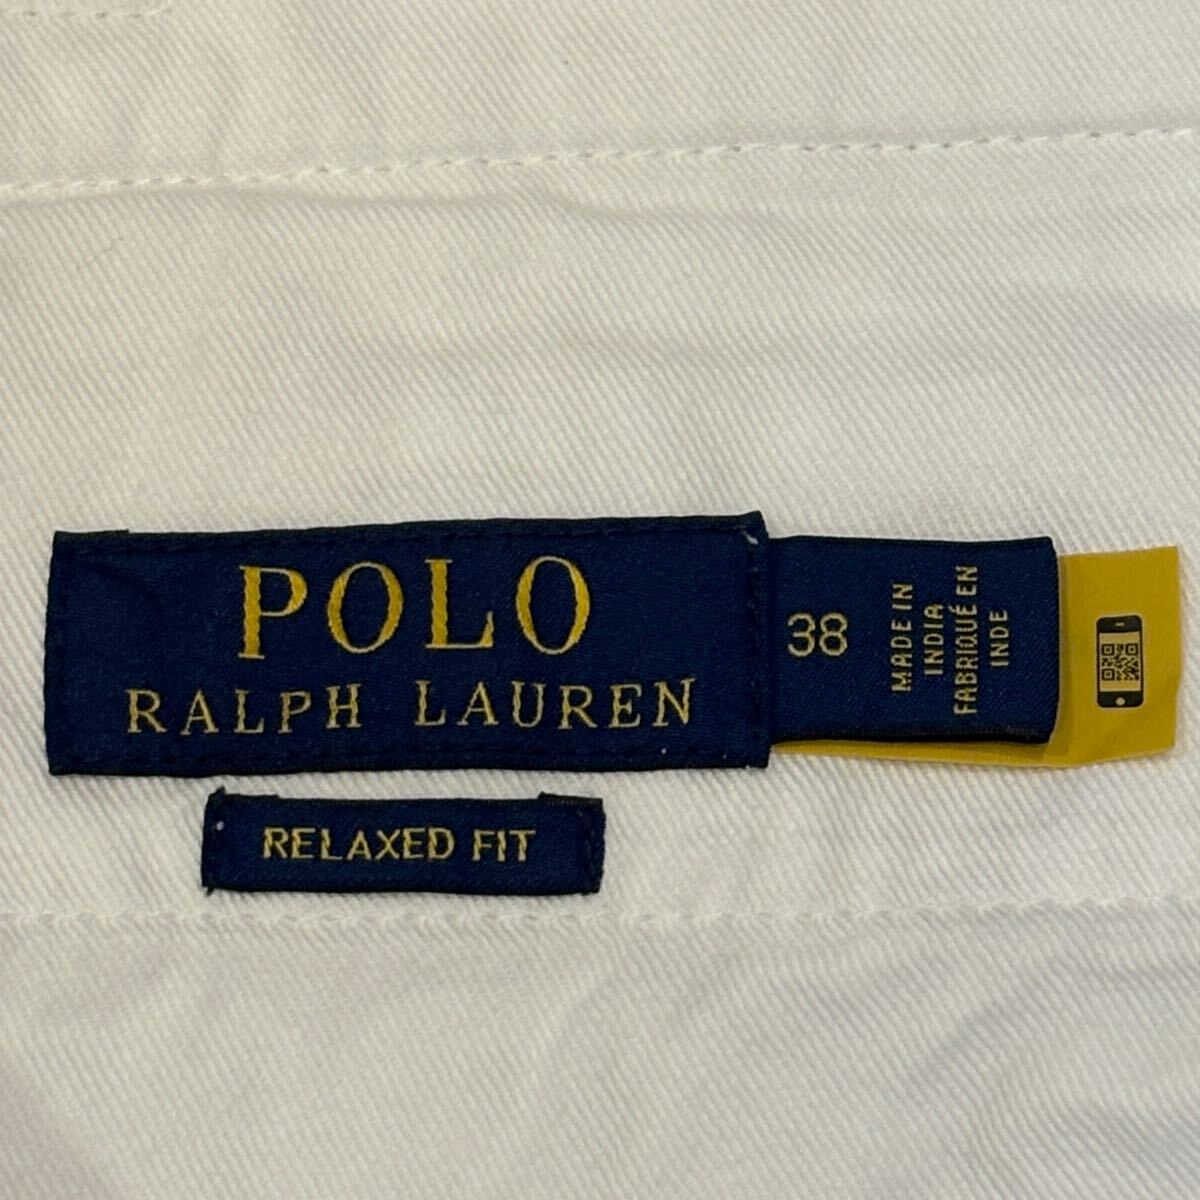 POLO
RALPH LAUREN
38
MADE IN
INDIA
FABRIQUÉ EN
INDE
RELAXED FIT